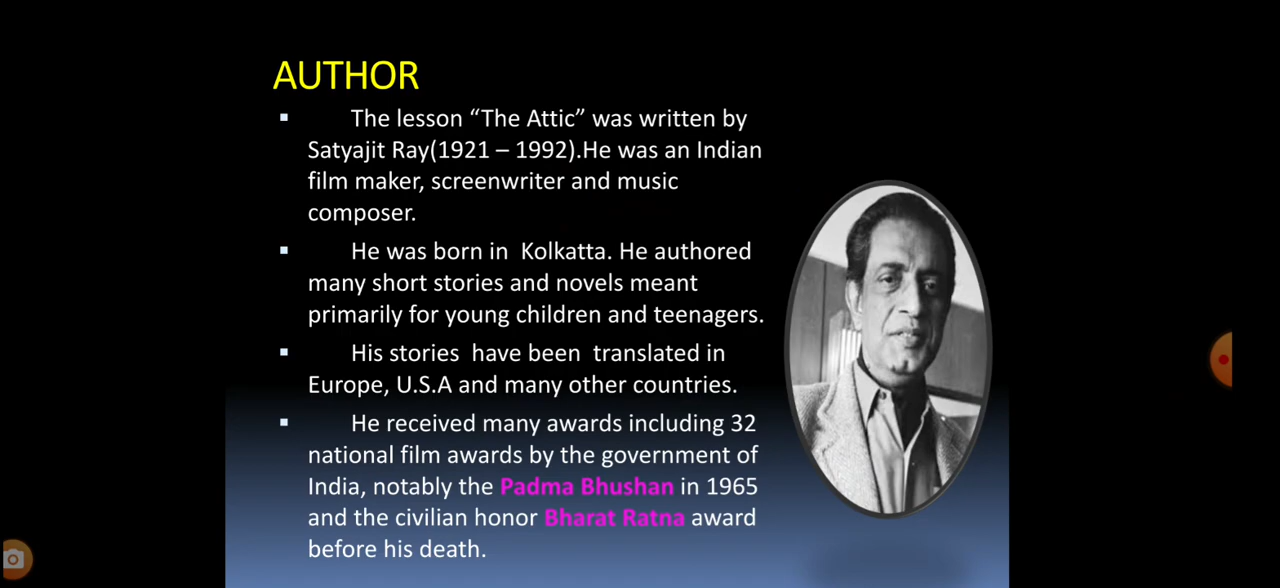 AUTHOR
▪ The lesson “The Attic” was written by
Satyajit Ray(1921 – 1992).He was an Indian
film maker, screenwriter and music
composer.
▪ He was born in Kolkatta. He authored
many short stories and novels meant
primarily for young children and teenagers.
▪ His stories have been translated in
Europe, U.S.A and many other countries.
▪ He received many awards including 32
national film awards by the government of
India, notably the Padma Bhushan in 1965
and the civilian honor Bharat Ratna award
before his death.